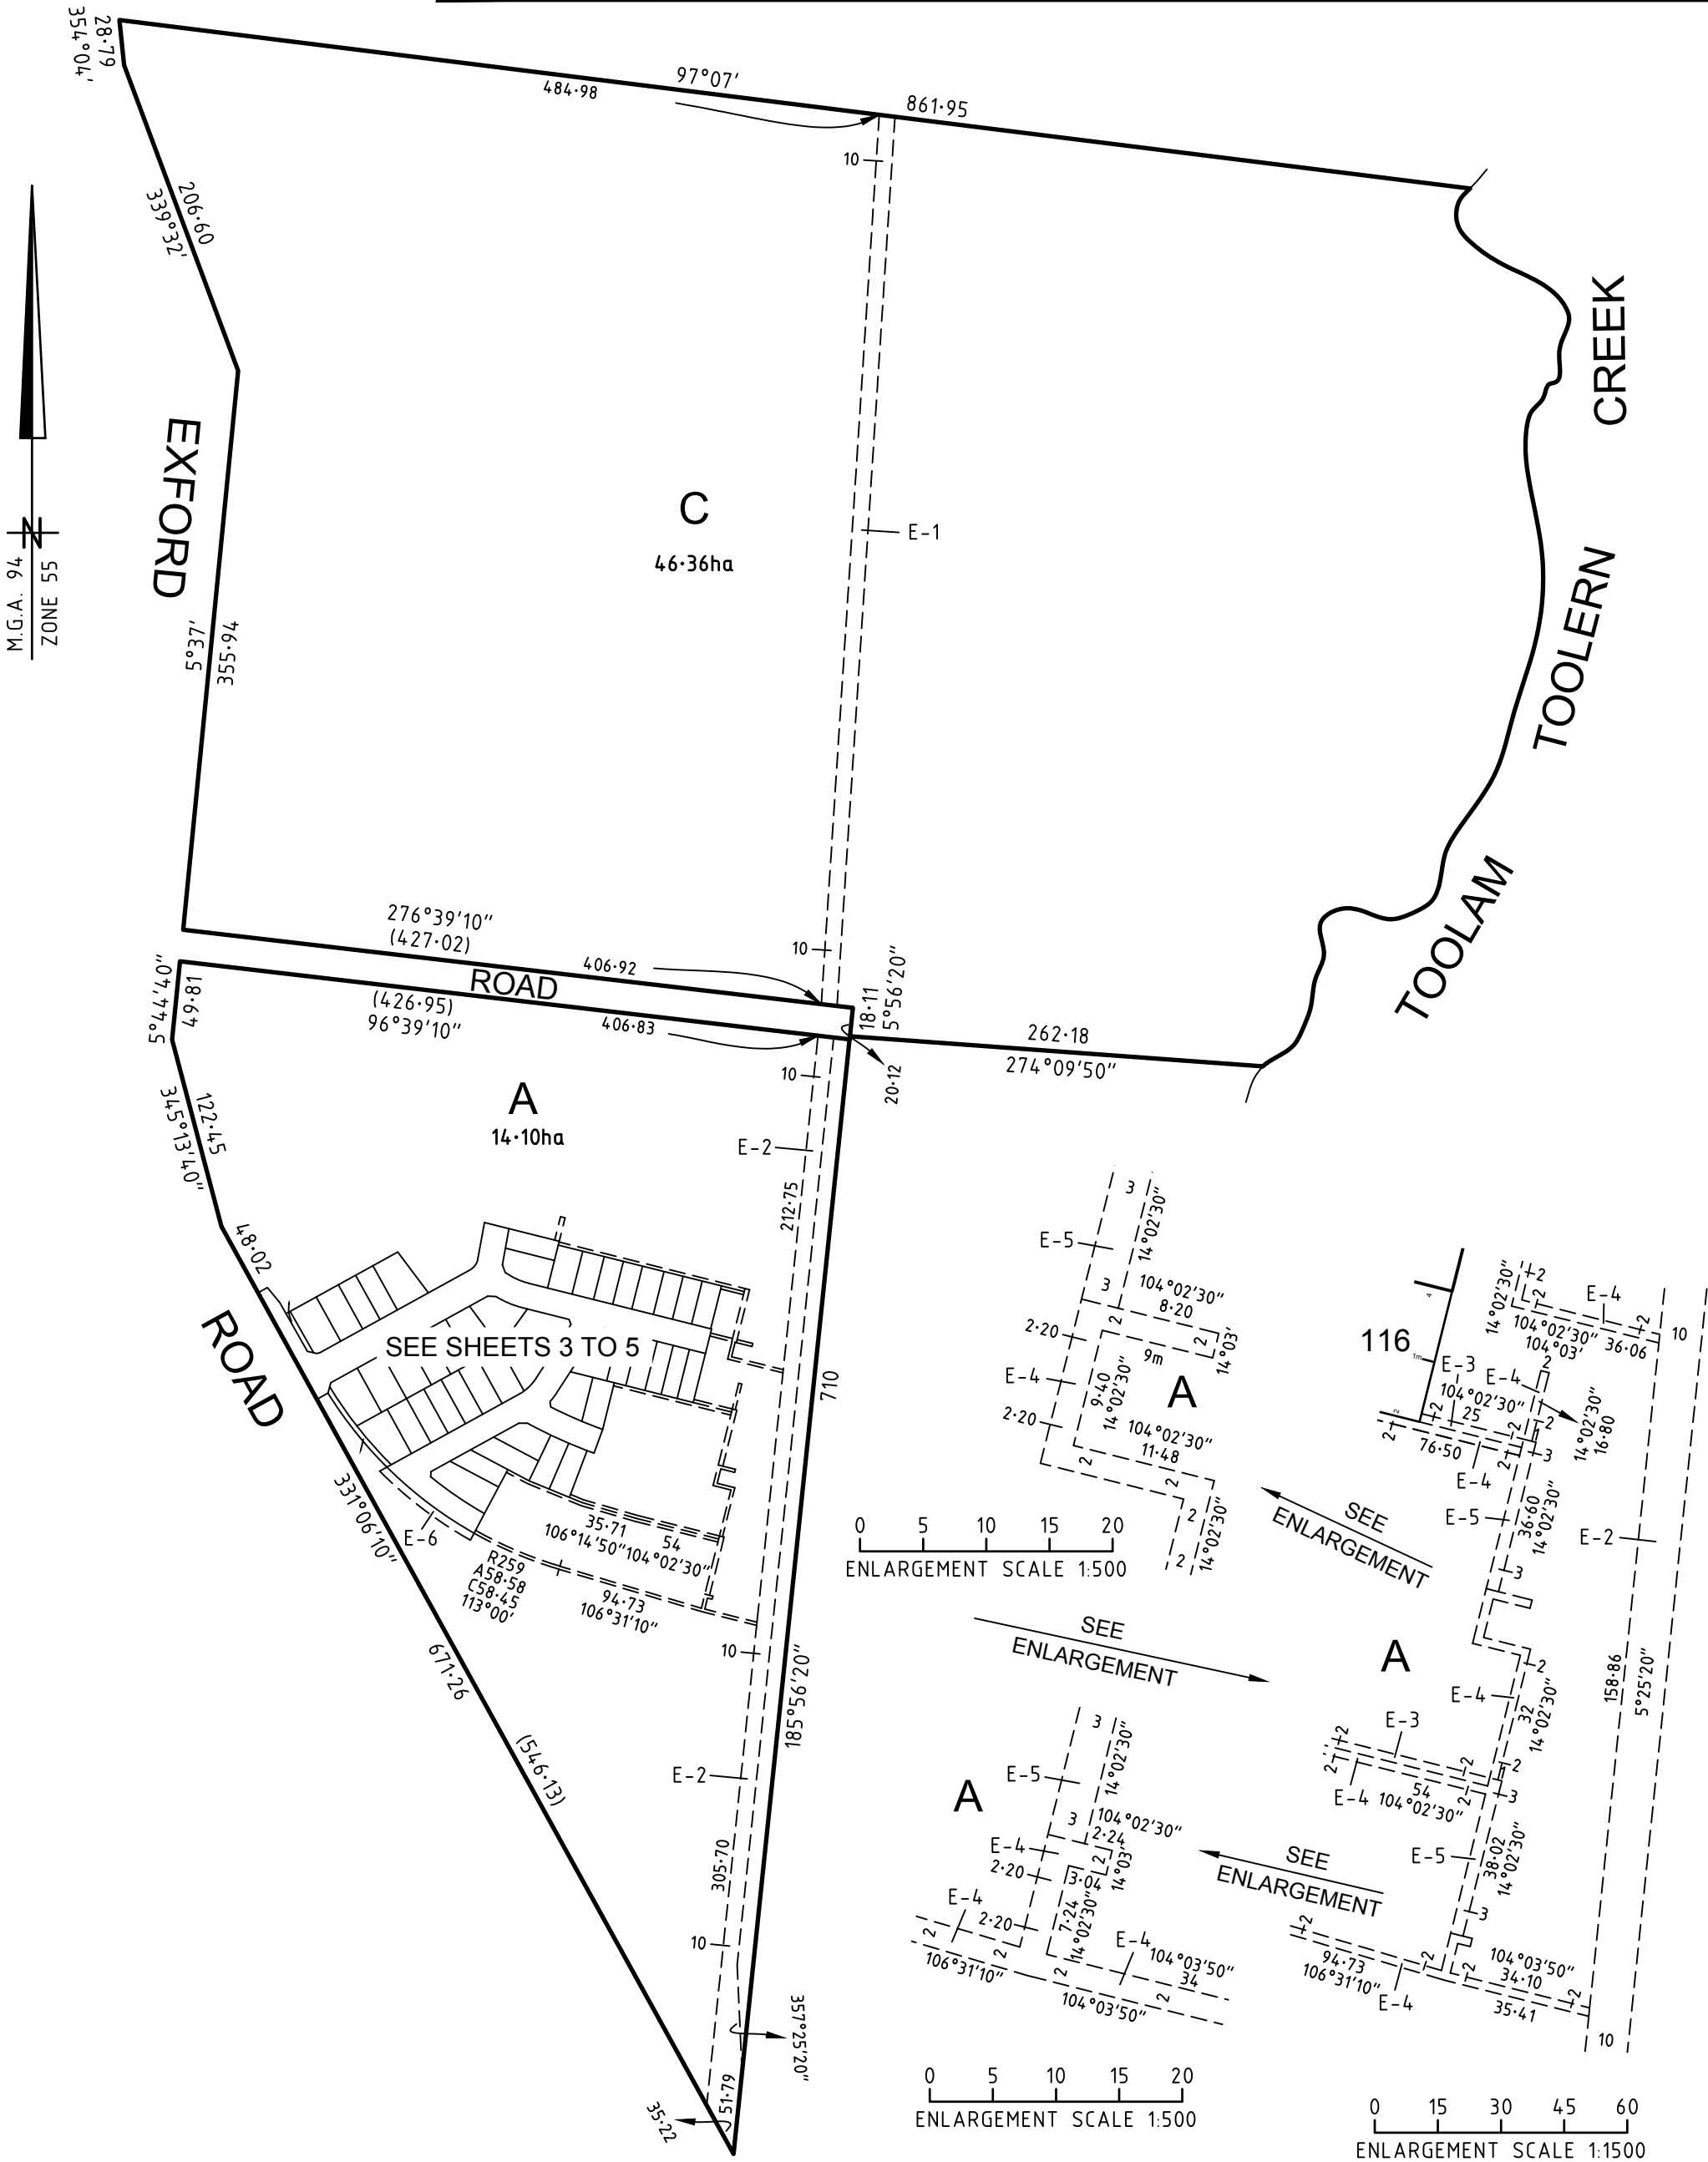 28·79
354°04'
97°07'
484·98
861·95
10
206·60
339°32'
CREEK
EXFORD
C
46·36ha
E-1
M.G.A. 94
ZONE 55
N
5°37'
355·94
TOOLERN
TOOLAM
276°39'10"
(427·02)
10
406·92
ROAD
18·11
5°56'20"
5°44'40"
49·81
(426·95)
96°39'10"
406·83
262·18
274°09'50"
20·12
10
A
14·10ha
122·45
345°13'40"
E-2
212·75
48·02
ROAD
SEE SHEETS 3 TO 5
710
331°06'10"
E-6
35·71
106°14'50"
54
104°02'30"
R259
A58·58
C58·45
113°00'
94·73
106°31'10"
10
671·26
185°56'20"
(546·13)
E-2
305·70
10
357°25'20"
51·79
35·22
3
14°02'30"
E-5
3
104°02'30"
8·20
2·20
2
2
14°03'
9m
E-4
9·40
14°02'30"
A
2·20
104°02'30"
11·48
2
2
2
2
14°02'30"
0 5 10 15 20
ENLARGEMENT SCALE 1:500
SEE
ENLARGEMENT
SEE
ENLARGEMENT
14°02'30"
2
2
E-4
2
10
104°02'30"
104°03'
36·06
4
116
1m
E-3
E-4
2
104°02'30"
25
2
2
2
2
2
76·50
E-4
2
3
14°02'30"
16·80
E-5
36·60
14°02'30"
3
E-2
A
2
E-4
32
14°02'30"
158·86
5°25'20"
E-3
2
2
2
2
E-4
54
104°02'30"
2
3
E-5
38·02
14°02'30"
3
2
94·73
106°31'10"
2
E-4
2
104°03'50"
34·10
2
35·41
10
SEE
ENLARGEMENT
3
14°02'30"
E-5
A
3
104°02'30"
2·24
E-4
2
14°03'
2·20
3·04
E-4
7·24
14°02'30"
2·20
2
2
E-4
104°03'50"
34
106°31'10"
2
2
104°03'50"
0 5 10 15 20
ENLARGEMENT SCALE 1:500
0 15 30 45 60
ENLARGEMENT SCALE 1:1500